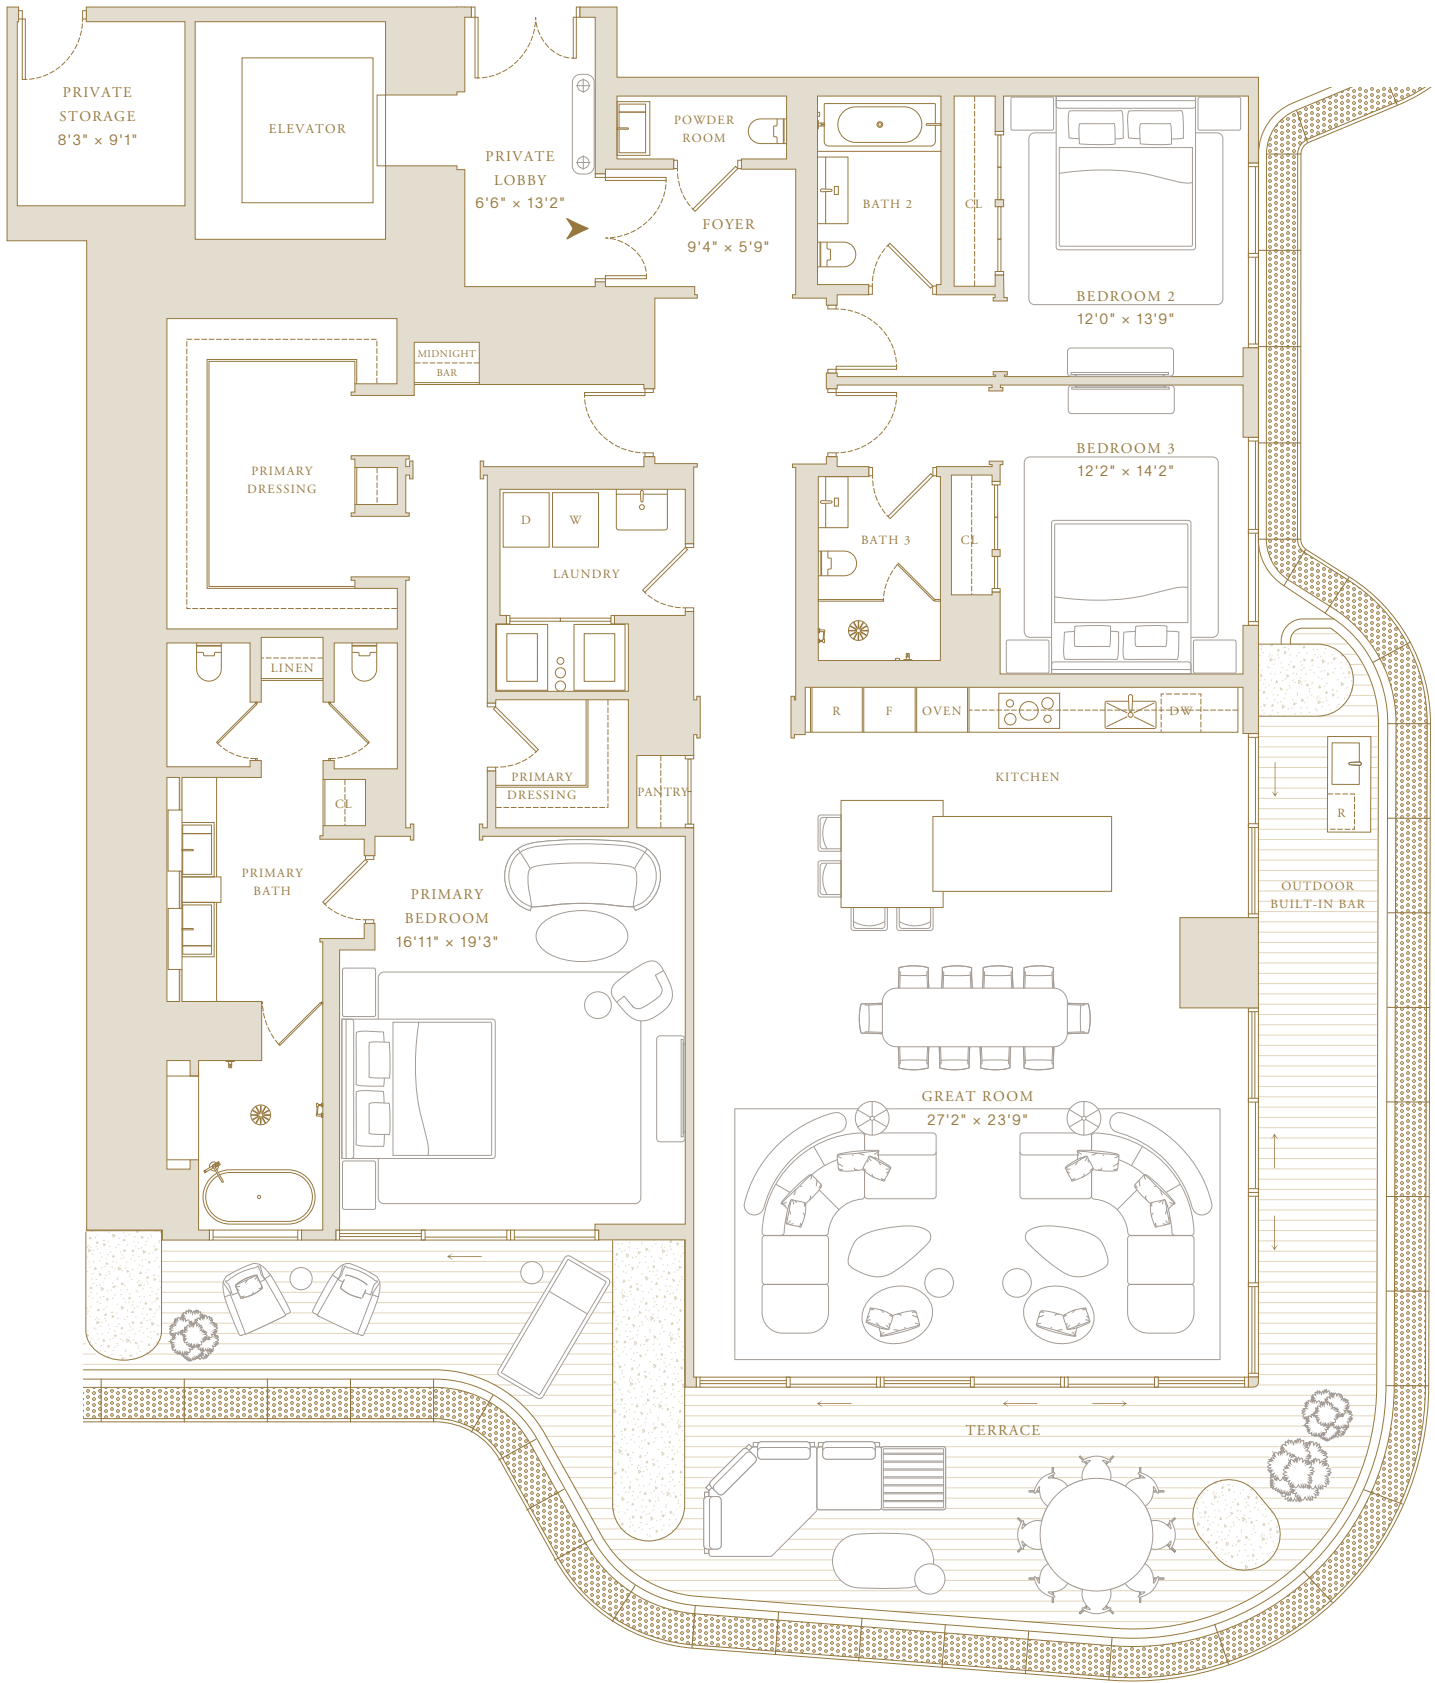 PRIVATE
STORAGE
8'3" × 9'1"
ELEVATOR
PRIVATE
LOBBY
6'6" × 13'2"
POWDER
ROOM
FOYER
9'4" × 5'9"
BATH 2
CL
BEDROOM 2
12'0" × 13'9"
MIDNIGHT
BAR
PRIMARY
DRESSING
BEDROOM 3
12'2" × 14'2"
D
W
LAUNDRY
BATH 3
CL
LINEN
R
F
OVEN
DW
PRIMARY
DRESSING
PANTRY
KITCHEN
CL
R
PRIMARY
BATH
PRIMARY
BEDROOM
16'11" × 19'3"
OUTDOOR
BUILT-IN BAR
GREAT ROOM
27'2" × 23'9"
TERRACE